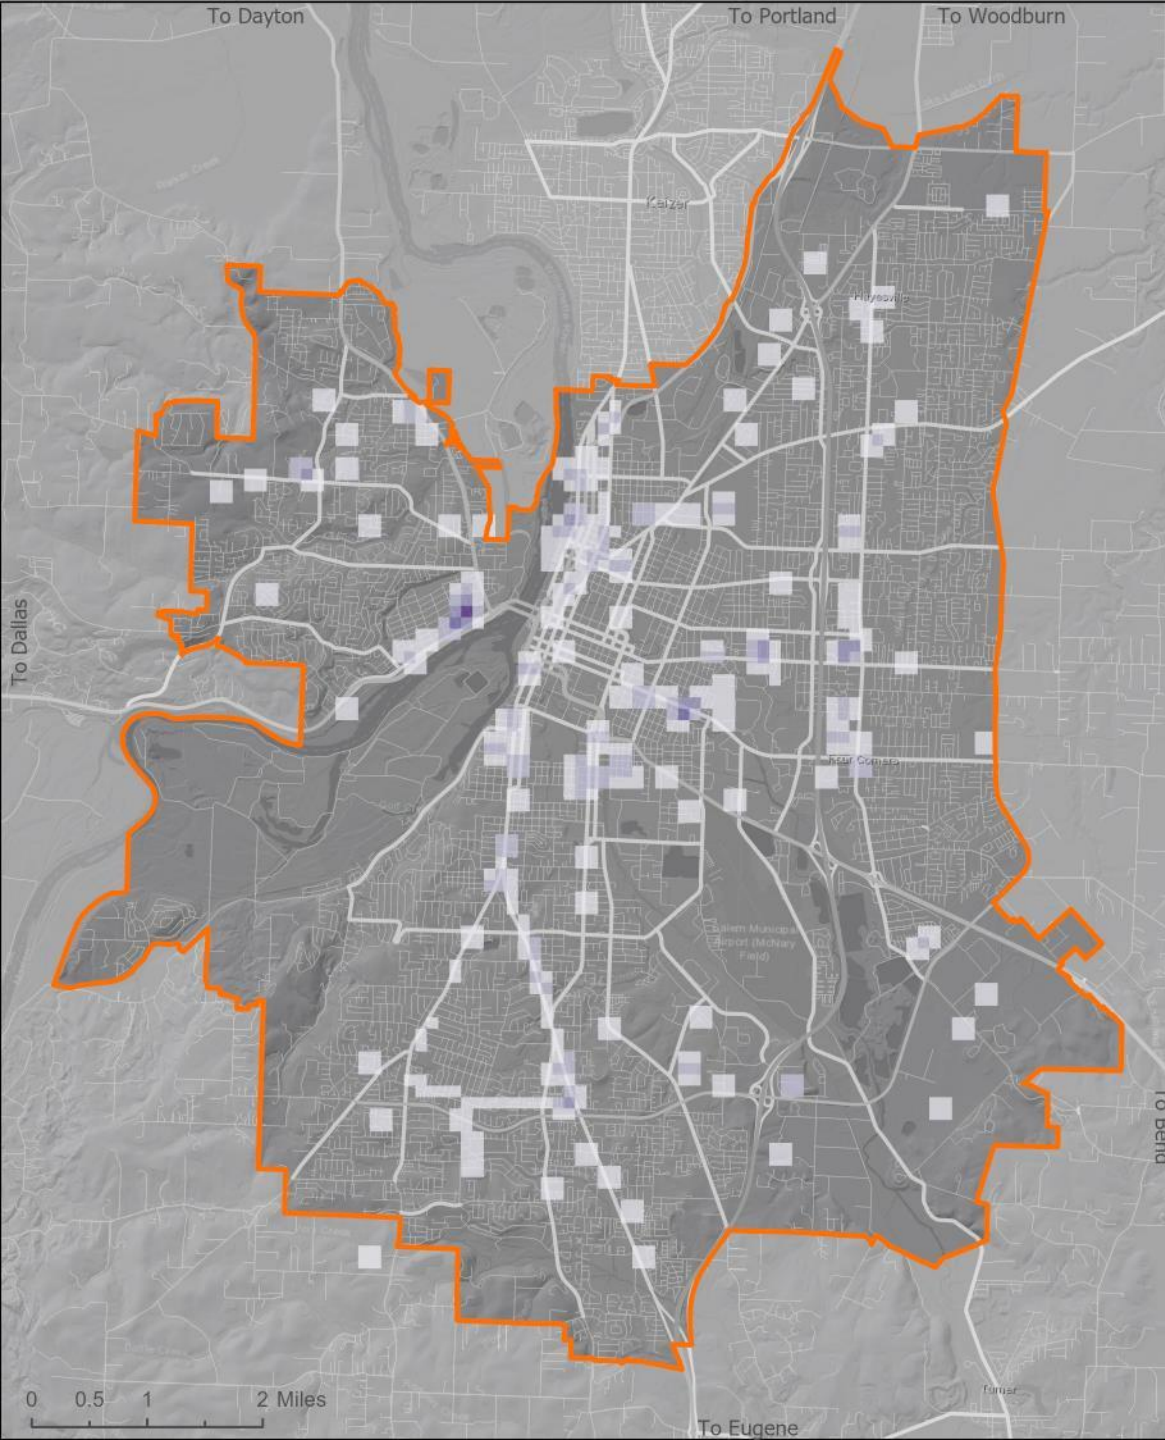 To Dayton
To Portland
To Woodburn
Keizer
Hayesville
To Dallas
Four Corners
Salem Municipal
Airport (McNary
Field)
To Bend
Turner
0 0.5 1 2 Miles
To Eugene